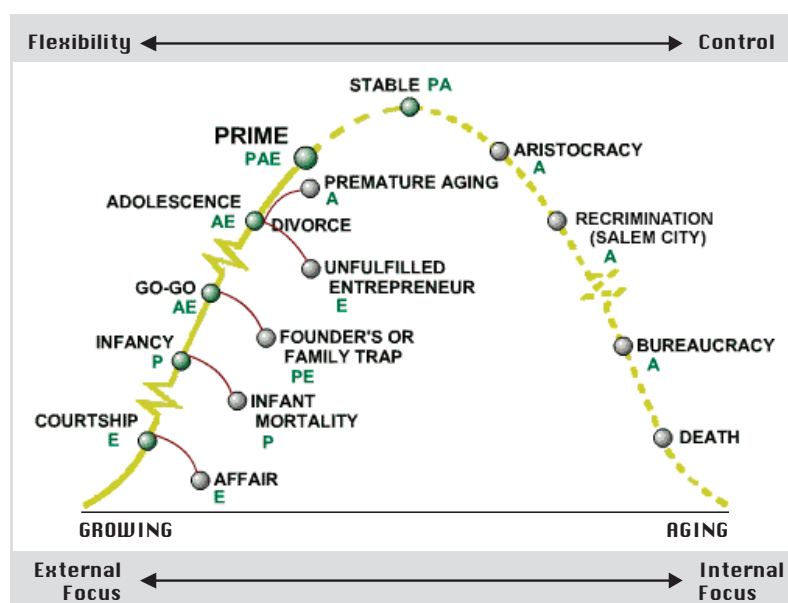 Flexibility
Control
STABLE PA
PRIME
PAE
ARISTOCRACY
A
PREMATURE AGING
A
ADOLESCENCE
AE
DIVORCE
RECRIMINATION
(SALEM CITY)
A
UNFULFILLED
ENTREPRENEUR
E
GO-GO
AE
FOUNDER'S OR
FAMILY TRAP
PE
INFANCY
P
BUREAUCRACY
A
INFANT
MORTALITY
P
COURTSHIP
E
DEATH
AFFAIR
E
GROWING
AGING
External
Focus
Internal
Focus